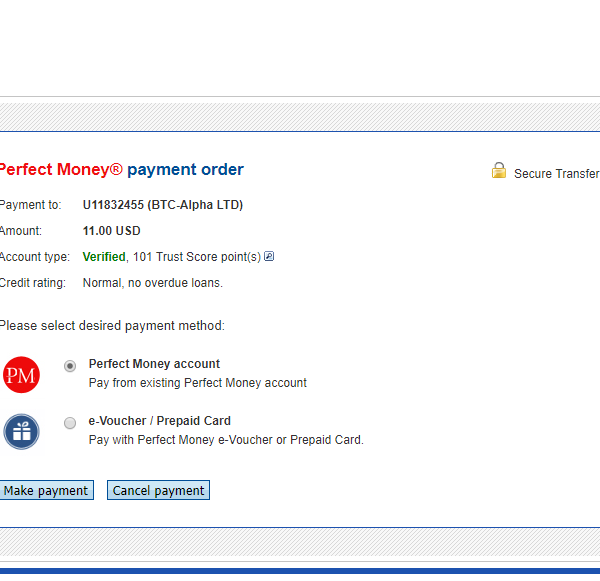 Perfect Money® payment order
Secure Transfer
Payment to: U11832455 (BTC-Alpha LTD)
Amount: 11.00 USD
Account type: Verified, 101 Trust Score point(s)
Credit rating: Normal, no overdue loans.
Please select desired payment method:
PM
Perfect Money account
Pay from existing Perfect Money account
e-Voucher / Prepaid Card
Pay with Perfect Money e-Voucher or Prepaid Card.
Make payment Cancel payment